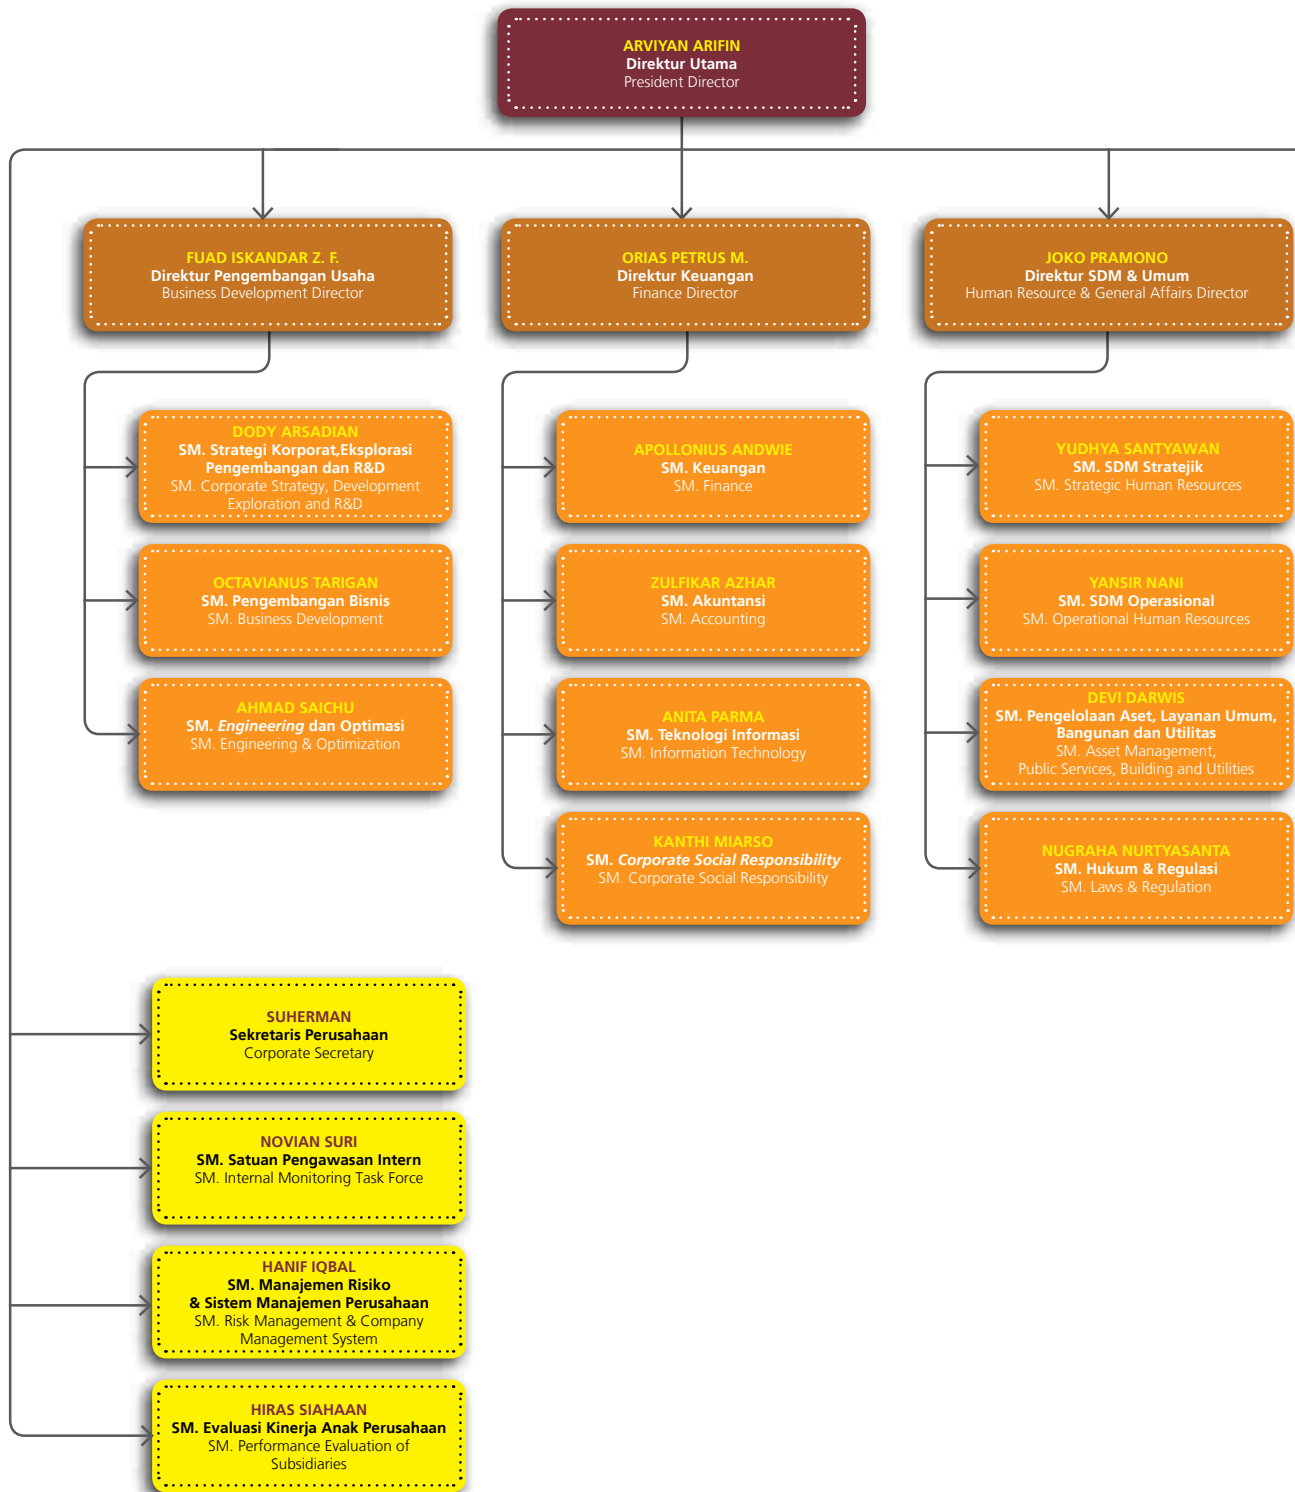 ARVIYAN ARIFIN
Direktur Utama
President Director
FUAD ISKANDAR Z. F.
Direktur Pengembangan Usaha
Business Development Director
ORIAS PETRUS M.
Direktur Keuangan
Finance Director
JOKO PRAMONO
Direktur SDM & Umum
Human Resource & General Affairs Director
DODY ARSADIAN
SM. Strategi Korporat,Eksplorasi
Pengembangan dan R&D
SM. Corporate Strategy, Development
Exploration and R&D
OCTAVIANUS TARIGAN
SM. Pengembangan Bisnis
SM. Business Development
AHMAD SAICHU
SM. Engineering dan Optimasi
SM. Engineering & Optimization
APOLLONIUS ANDWIE
SM. Keuangan
SM. Finance
ZULFIKAR AZHAR
SM. Akuntansi
SM. Accounting
ANITA PARMA
SM. Teknologi Informasi
SM. Information Technology
KANTHI MIARSO
SM. Corporate Social Responsibility
SM. Corporate Social Responsibility
YUDHYA SANTYAWAN
SM. SDM Stratejik
SM. Strategic Human Resources
YANSIR NANI
SM. SDM Operasional
SM. Operational Human Resources
DEVI DARWIS
SM. Pengelolaan Aset, Layanan Umum,
Bangunan dan Utilitas
SM. Asset Management,
Public Services, Building and Utilities
NUGRAHA NURTYASANTA
SM. Hukum & Regulasi
SM. Laws & Regulation
SUHERMAN
Sekretaris Perusahaan
Corporate Secretary
NOVIAN SURI
SM. Satuan Pengawasan Intern
SM. Internal Monitoring Task Force
HANIF IQBAL
SM. Manajemen Risiko
& Sistem Manajemen Perusahaan
SM. Risk Management & Company
Management System
HIRAS SIAHAAN
SM. Evaluasi Kinerja Anak Perusahaan
SM. Performance Evaluation of
Subsidiaries